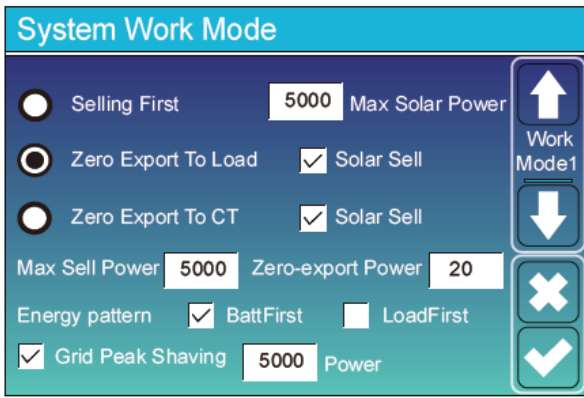 System Work Mode
Selling First 5000 Max Solar Power
Zero Export To Load Solar Sell
Zero Export To CT Solar Sell
Max Sell Power 5000 Zero-export Power 20
Energy pattern BattFirst LoadFirst
Grid Peak Shaving 5000 Power
Work
Mode1